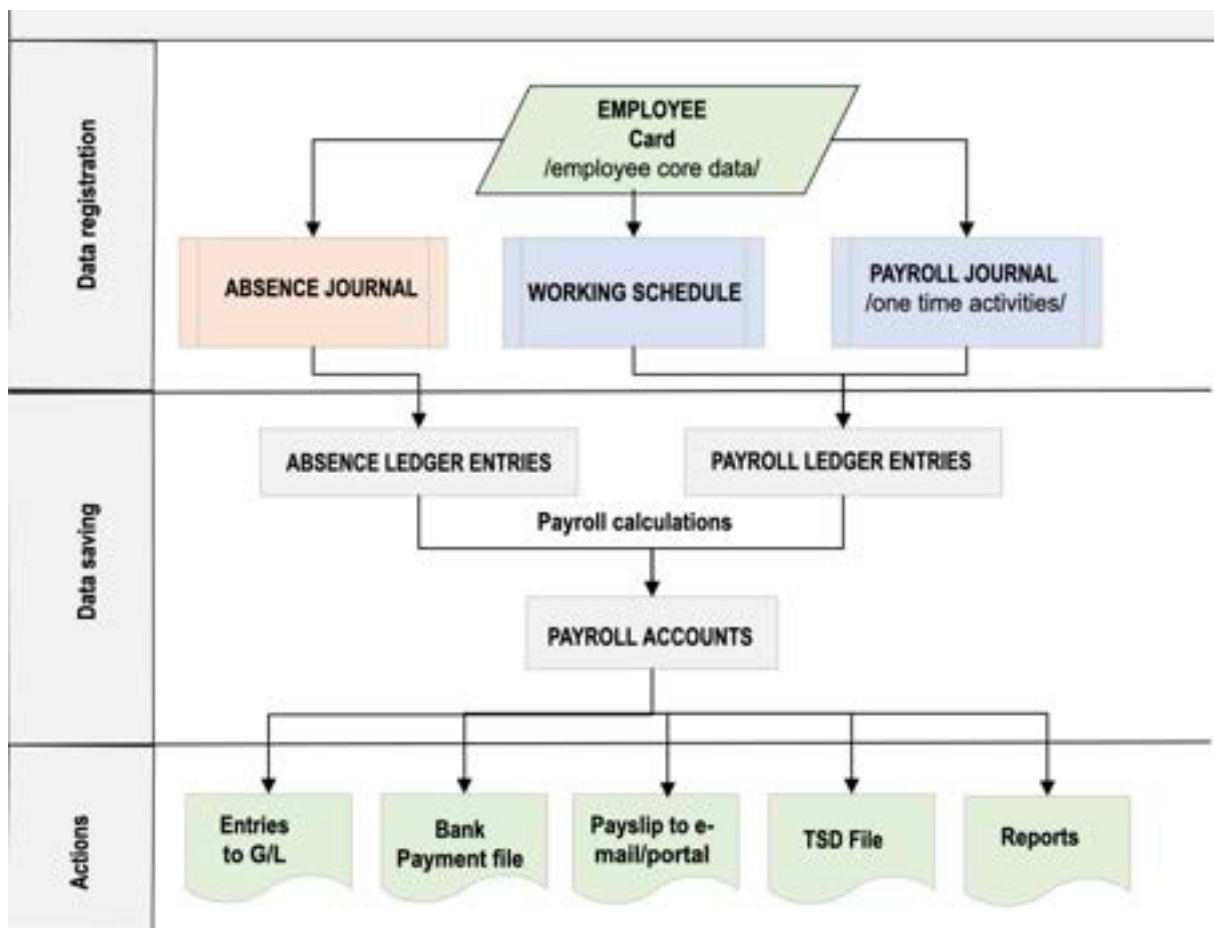 Data registration
EMPLOYEE
Card
/employee core data/
ABSENCE JOURNAL
WORKING SCHEDULE
PAYROLL JOURNAL
/one time activities/
Data saving
ABSENCE LEDGER ENTRIES
PAYROLL LEDGER ENTRIES
Payroll calculations
PAYROLL ACCOUNTS
Actions
Entries
to G/L
Bank
Payment file
Payslip to e-
mail/portal
TSD File
Reports